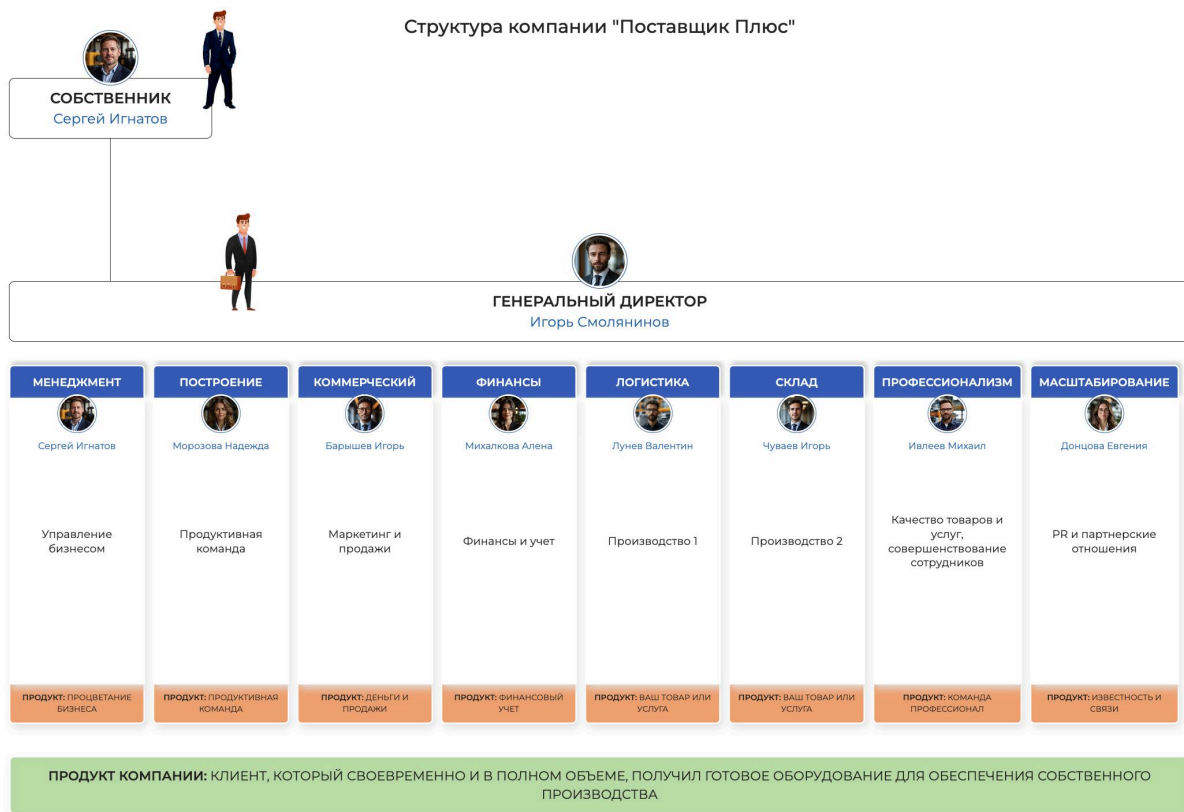 Структура компании "Поставщик Плюс"
СОБСТВЕННИК
Сергей Игнатов
ГЕНЕРАЛЬНЫЙ ДИРЕКТОР
Игорь Смолянинов
МЕНЕДЖМЕНТ
Сергей Игнатов
Управление
бизнесом
ПРОДУКТ: ПРОЦВЕТАНИЕ
БИЗНЕСА
ПОСТРОЕНИЕ
Морозова Надежда
Продуктивная
команда
ПРОДУКТ: ПРОДУКТИВНАЯ
КОМАНДА
КОММЕРЧЕСКИЙ
Барышев Игорь
Маркетинг и
продажи
ПРОДУКТ: ДЕНЬГИ И
ПРОДАЖИ
ФИНАНСЫ
Михалкова Алена
Финансы и учет
ПРОДУКТ: ФИНАНСОВЫЙ
УЧЕТ
ЛОГИСТИКА
Лунев Валентин
Производство 1
ПРОДУКТ: ВАШ ТОВАР ИЛИ
УСЛУГА
СКЛАД
Чуваев Игорь
Производство 2
ПРОДУКТ: ВАШ ТОВАР ИЛИ
УСЛУГА
ПРОФЕССИОНАЛИЗМ
Ивлеев Михаил
Качество товаров и
услуг,
совершенствование
сотрудников
ПРОДУКТ: КОМАНДА
ПРОФЕССИОНАЛ
МАСШТАБИРОВАНИЕ
Донцова Евгения
PR и партнерские
отношения
ПРОДУКТ: ИЗВЕСТНОСТЬ И
СВЯЗИ
ПРОДУКТ КОМПАНИИ: КЛИЕНТ, КОТОРЫЙ СВОЕВРЕМЕННО И В ПОЛНОМ ОБЪЕМЕ, ПОЛУЧИЛ ГОТОВОЕ ОБОРУДОВАНИЕ ДЛЯ ОБЕСПЕЧЕНИЯ СОБСТВЕННОГО
ПРОИЗВОДСТВА